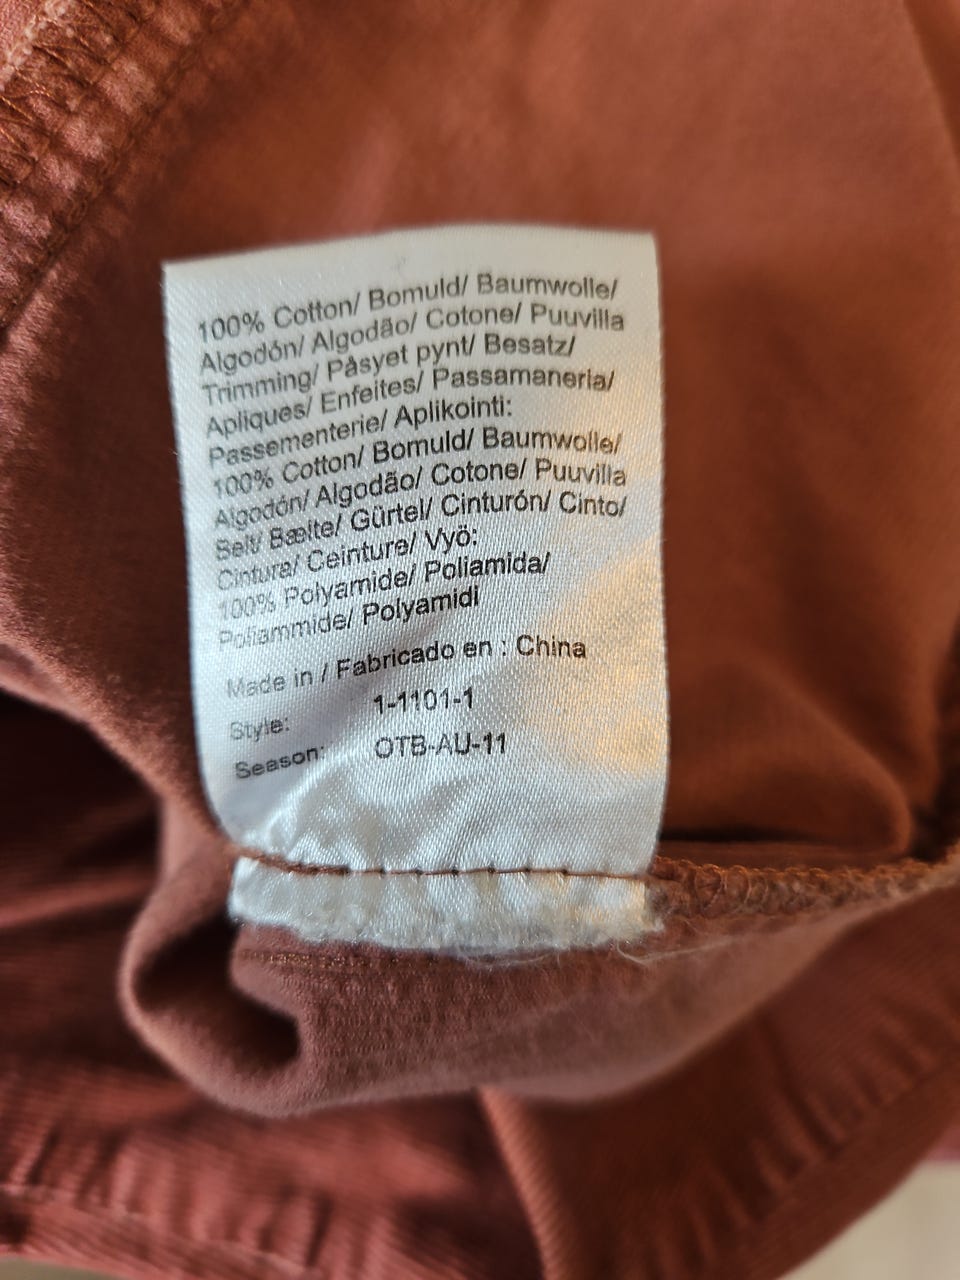 100% Cotton/ Bomuld/ Baumwolle/
Algodón/ Algodão/ Cotone/ Puuvilla
Trimming/ Påsyet pynt/ Besatz/
Apliques/ Enfeites/ Passamaneria/
Passementerie/ Aplikointi:
100% Cotton/ Bomuld/ Baumwolle/
Algodón/ Algodão/ Cotone/ Puuvilla
Belt/ Bælte/ Gürtel/ Cinturón/ Cinto/
Cintura/ Ceinture/ Vyö:
100% Polyamide/ Poliamida/
Poliammide/ Polyamidi
Made in / Fabricado en : China
Style: 1-1101-1
Season: OTB-AU-11